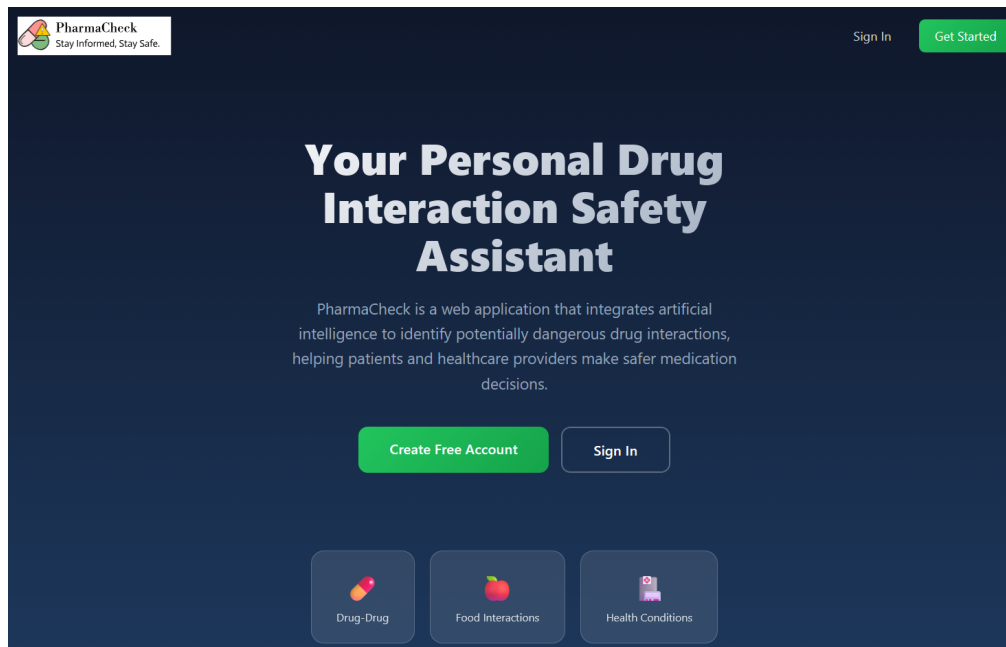 PharmaCheck
Stay Informed, Stay Safe.
Sign In
Get Started
Your Personal Drug
Interaction Safety
Assistant
PharmaCheck is a web application that integrates artificial
intelligence to identify potentially dangerous drug interactions,
helping patients and healthcare providers make safer medication
decisions.
Create Free Account
Sign In
Drug-Drug
Food Interactions
Health Conditions